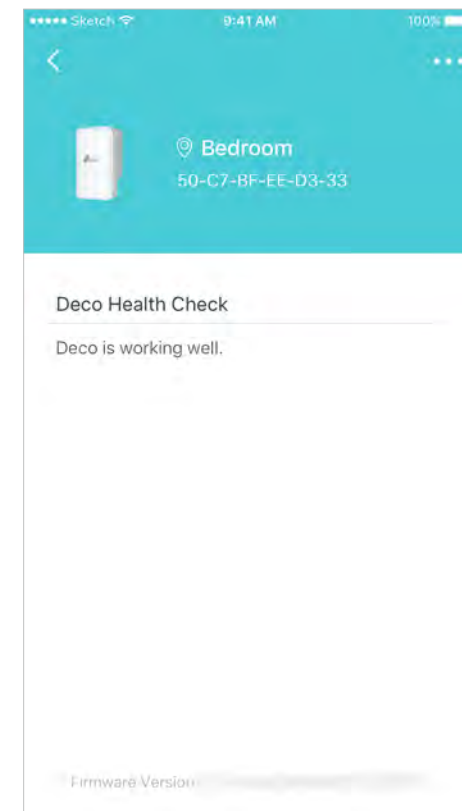 ●●●●● Sketch 9:41 AM 100%
Bedroom
50-C7-BF-EE-D3-33
Deco Health Check
Deco is working well.
Firmware Version